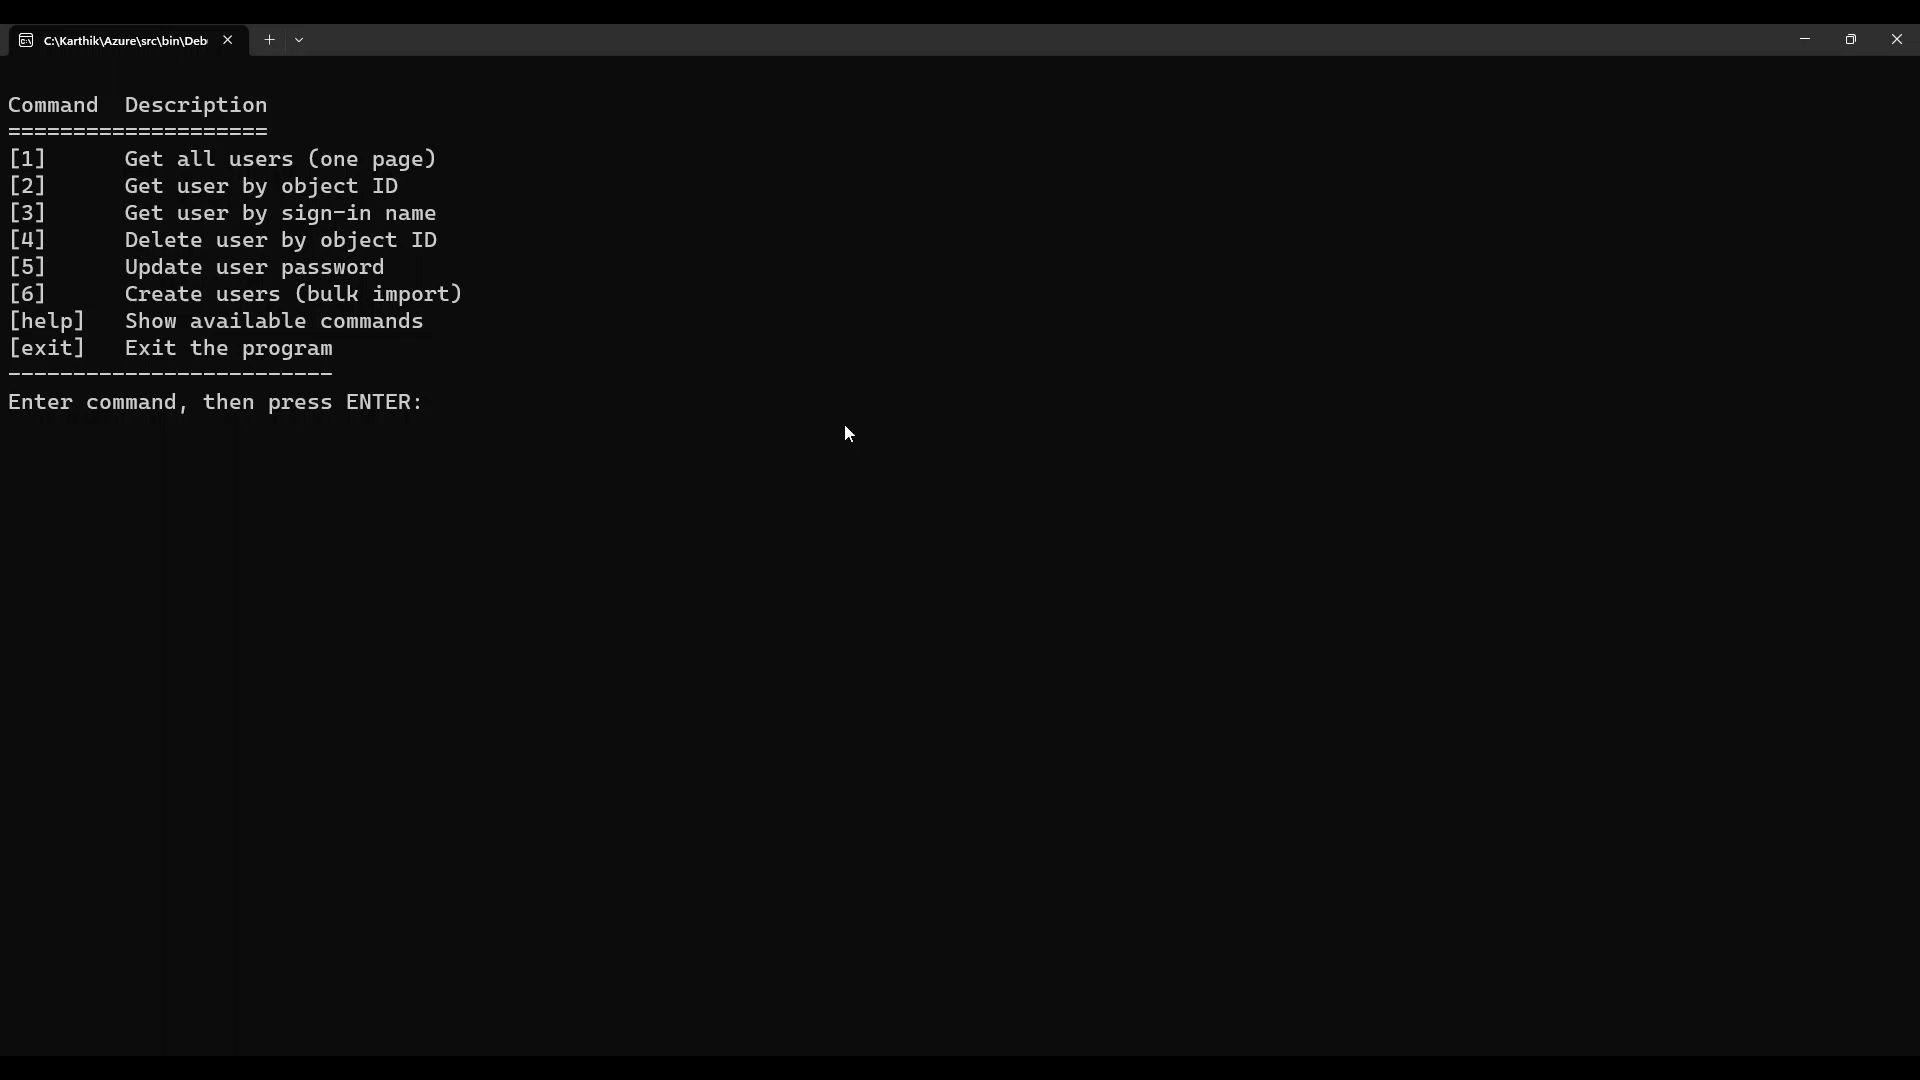 C:\Karthik\Azure\src\bin\Deb
Command  Description
====================
[1]      Get all users (one page)
[2]      Get user by object ID
[3]      Get user by sign-in name
[4]      Delete user by object ID
[5]      Update user password
[6]      Create users (bulk import)
[help]   Show available commands
[exit]   Exit the program
-------------------------
Enter command, then press ENTER: